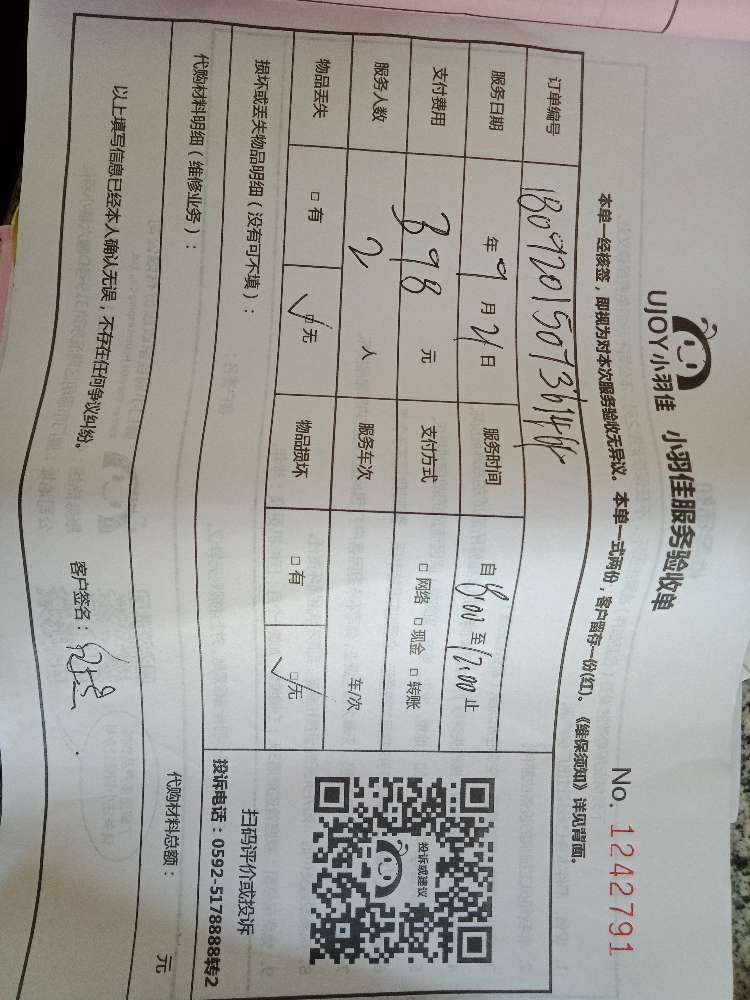 UJOY小羽佳 小羽佳服务验收单
No. 1242791
本单一经核签，即视为对本次服务验收无异议。本单一式两份，客户留存一份(红)。《维保须知》详见背面。
订单编号 180920150736144
服务日期 年 9 月 21 日 服务时间 自 8:00 至 12:00 止
支付费用 398 元 支付方式 □ 网络 □ 现金 □ 转账
服务人数 2 人 服务车次 车/次
物品丢失 □ 有 ☑ 无 物品损坏 □ 有 ☑ 无
投诉或建议
扫码评价或投诉
投诉电话：0592-5178888转2
损坏或丢失物品明细（没有可不填）：
代购材料明细（维修业务）：
代购材料总额： 元
以上填写信息已经本人确认无误，不存在任何争议纠纷。
客户签名：